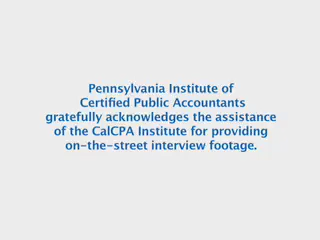 Pennsylvania Institute of
Certified Public Accountants
gratefully acknowledges the assistance
of the CalCPA Institute for providing
on-the-street interview footage.